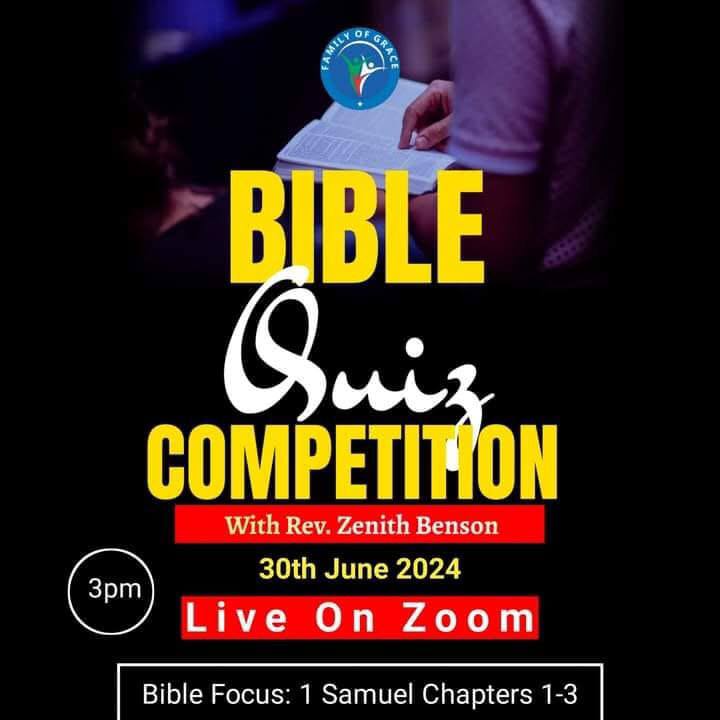 FAMILY OF GRACE
BIBLE
Quiz
COMPETITION
With Rev. Zenith Benson
30th June 2024
3pm
Live On Zoom
Bible Focus: 1 Samuel Chapters 1-3